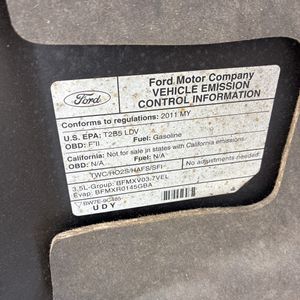 Ford
Ford Motor Company
VEHICLE EMISSION
CONTROL INFORMATION
Conforms to regulations: 2011 MY
U.S. EPA: T2B5 LDV
OBD: F'II Fuel: Gasoline
California: Not for sale in states with California emissions
OBD: N/A Fuel: N/A
TWC/HO2S/HAFS/SFI No adjustments needed.
3.5L-Group: BFMXV03.7VEL
Evap: BFMXR0145GBA
UDY